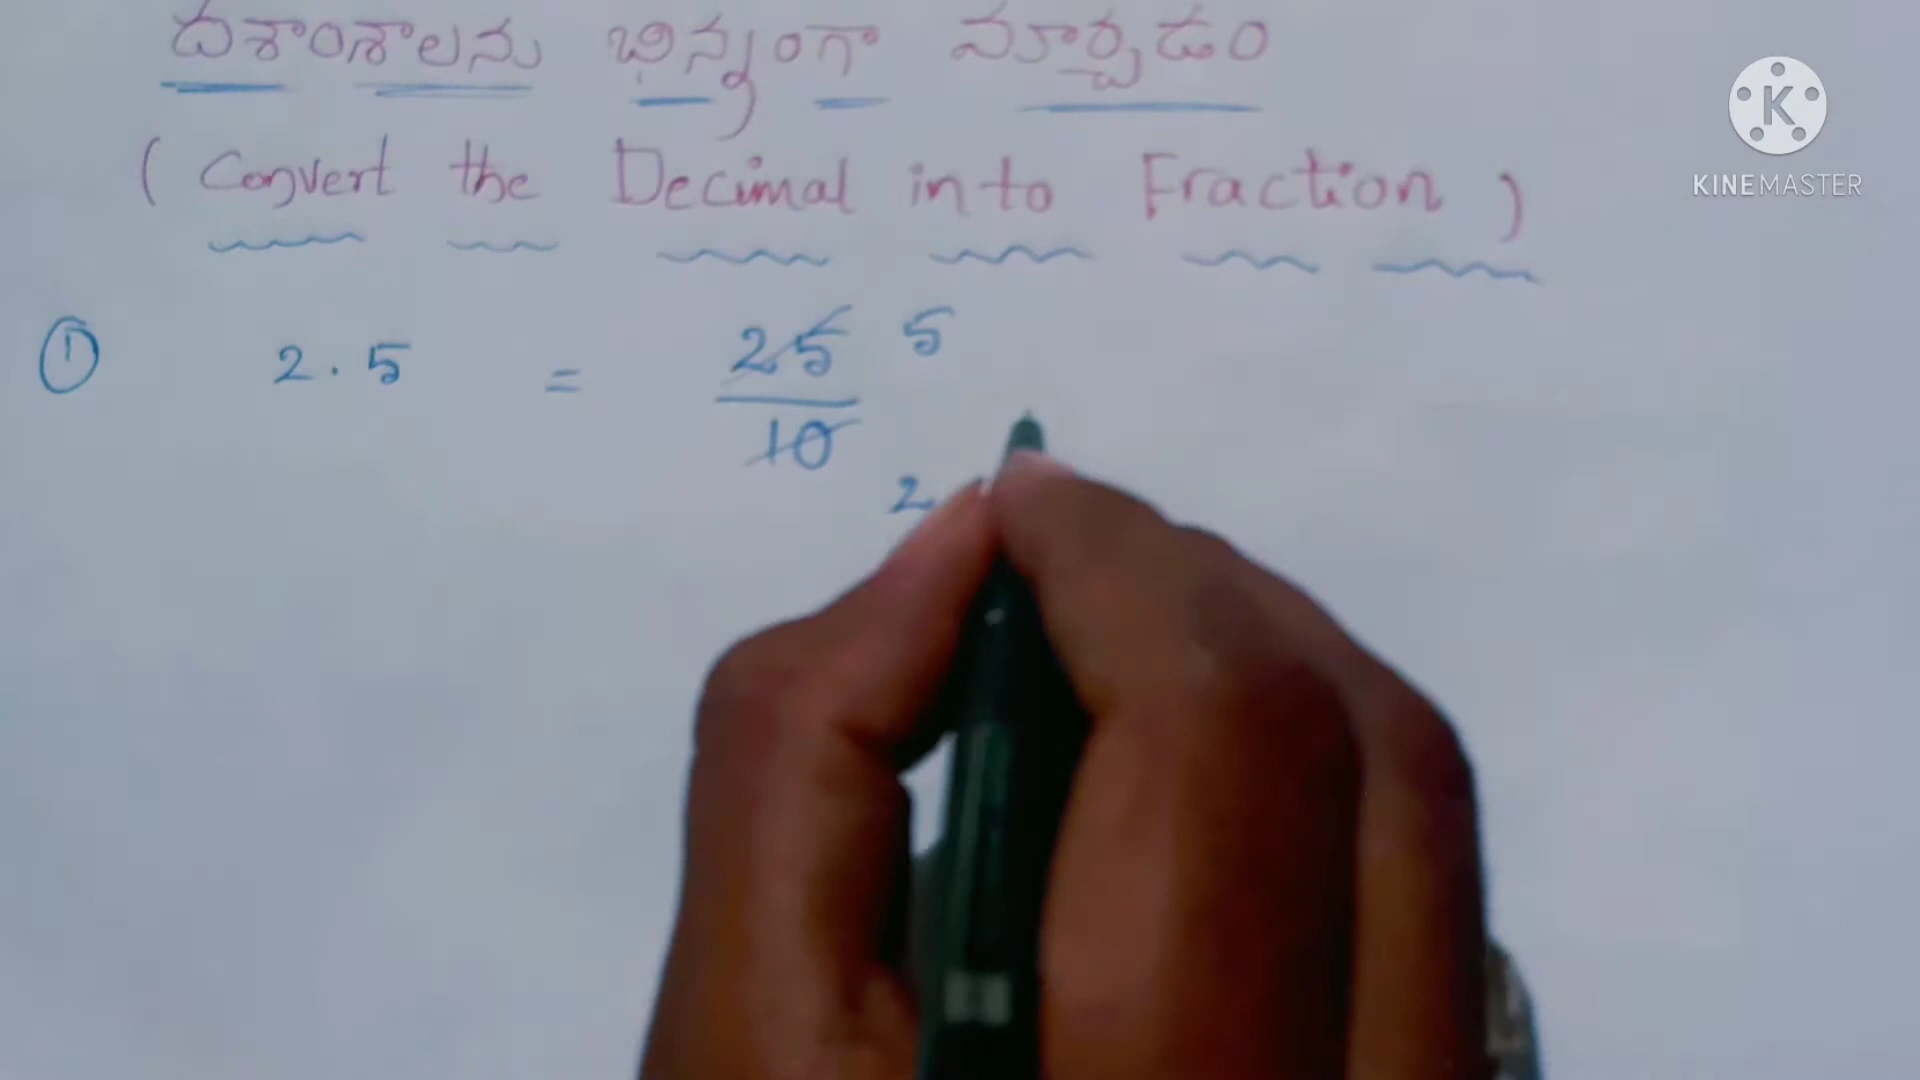 దశాంశాలను భిన్నంగా మార్చడం
( Convert the Decimal into Fraction )
① 2.5 = 25/10 5
2
K
KINEMASTER